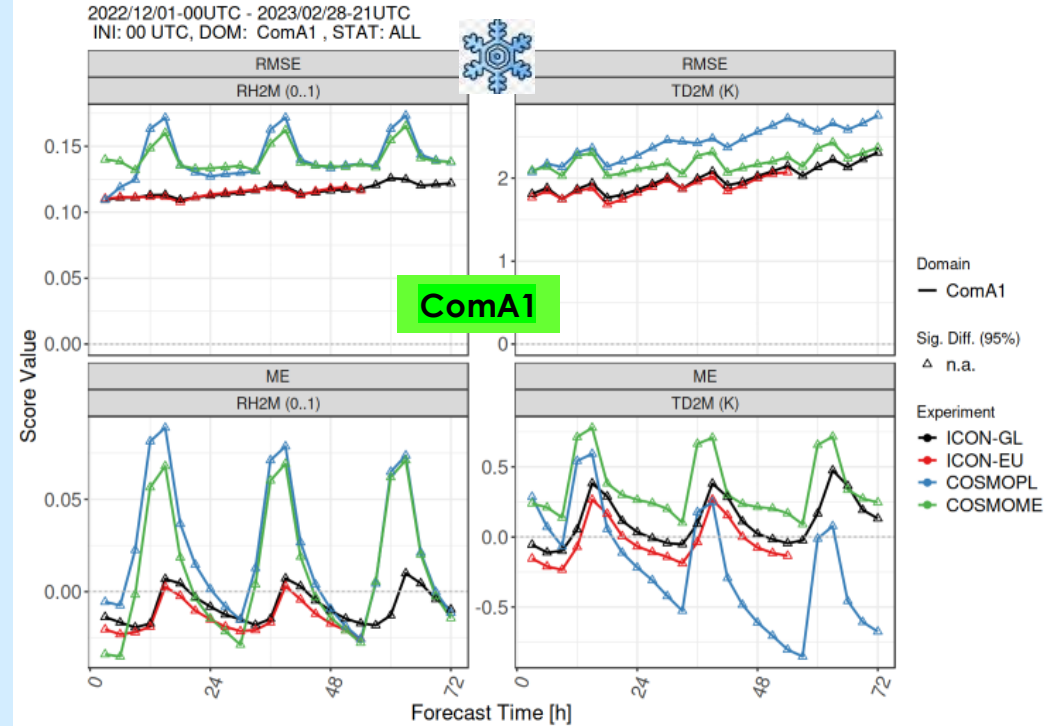 2022/12/01-00UTC - 2023/02/28-21UTC
INI: 00 UTC, DOM: ComA1 , STAT: ALL
RMSE
RH2M (0..1)
RMSE
TD2M (K)
0.15
0.10
0.05
0.00
2
1
0
ComA1
Score Value
ME
RH2M (0..1)
ME
TD2M (K)
0.05
0.00
0.5
0.0
-0.5
0
24
48
72
0
24
48
72
Forecast Time [h]
Domain
ComA1
Sig. Diff. (95%)
n.a.
Experiment
ICON-GL
ICON-EU
COSMOPL
COSMOME